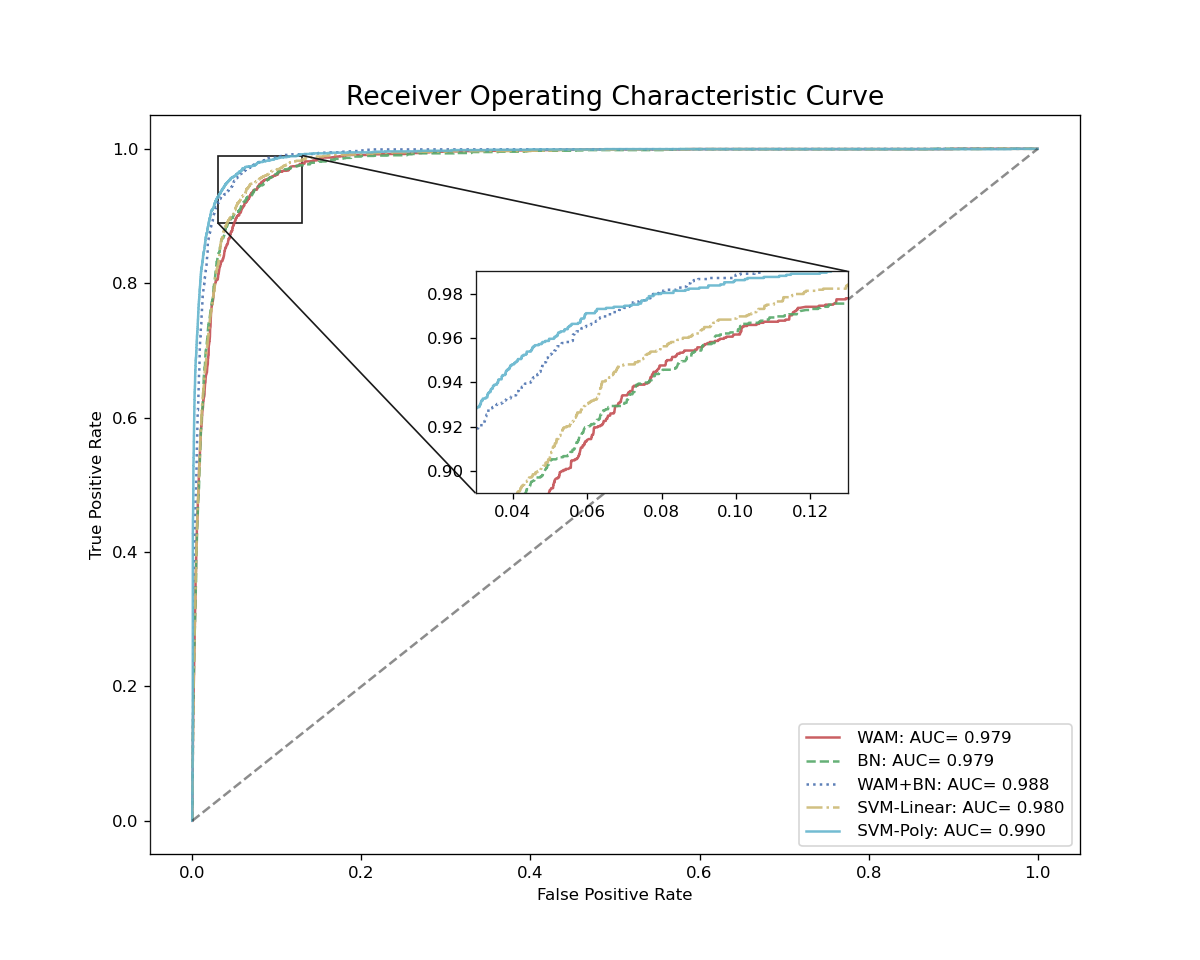 Receiver Operating Characteristic Curve
1.0
0.8
0.6
0.4
0.2
0.0
True Positive Rate
0.98
0.96
0.94
0.92
0.90
0.04 0.06 0.08 0.10 0.12
WAM: AUC= 0.979
BN: AUC= 0.979
WAM+BN: AUC= 0.988
SVM-Linear: AUC= 0.980
SVM-Poly: AUC= 0.990
0.0 0.2 0.4 0.6 0.8 1.0
False Positive Rate